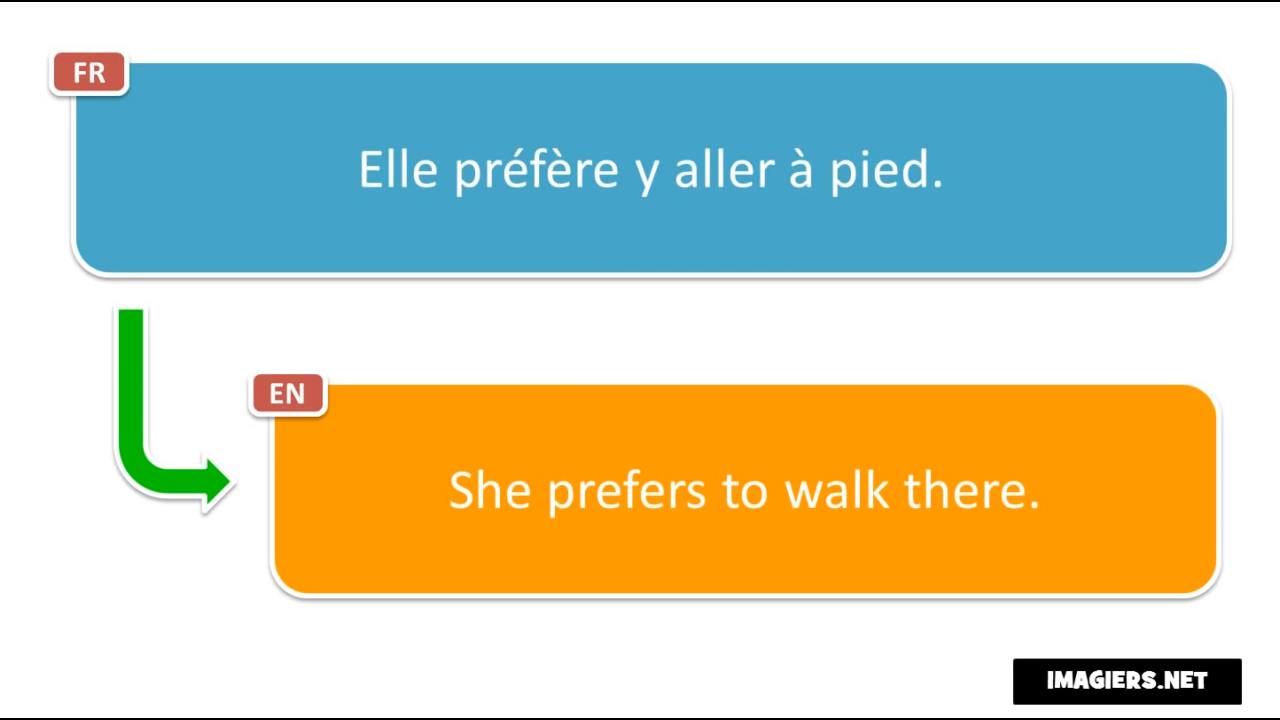 FR
Elle préfère y aller à pied.
EN
She prefers to walk there.
IMAGIERS.NET